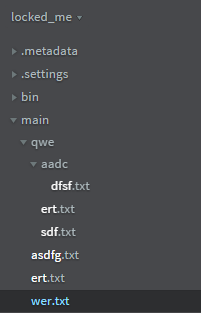 locked_me
.metadata
.settings
bin
main
qwe
aadc
dfsf.txt
ert.txt
sdf.txt
asdfg.txt
ert.txt
wer.txt